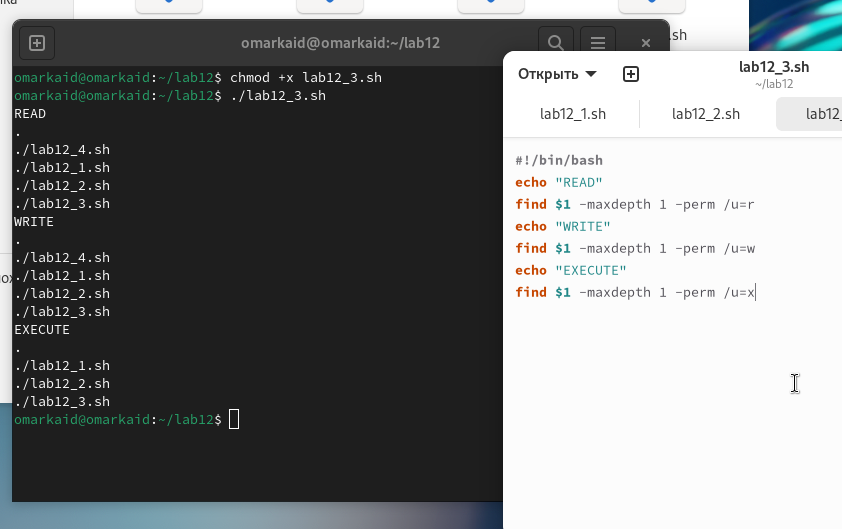 omarkaid@omarkaid:~/lab12
omarkaid@omarkaid:~/lab12$ chmod +x lab12_3.sh
omarkaid@omarkaid:~/lab12$ ./lab12_3.sh
READ
.
./lab12_4.sh
./lab12_1.sh
./lab12_2.sh
./lab12_3.sh
WRITE
.
./lab12_4.sh
./lab12_1.sh
./lab12_2.sh
./lab12_3.sh
EXECUTE
.
./lab12_1.sh
./lab12_2.sh
./lab12_3.sh
omarkaid@omarkaid:~/lab12$
.sh
Открыть
lab12_3.sh
~/lab12
lab12_1.sh
lab12_2.sh
lab12_
#!/bin/bash
echo "READ"
find $1 -maxdepth 1 -perm /u=r
echo "WRITE"
find $1 -maxdepth 1 -perm /u=w
echo "EXECUTE"
find $1 -maxdepth 1 -perm /u=x